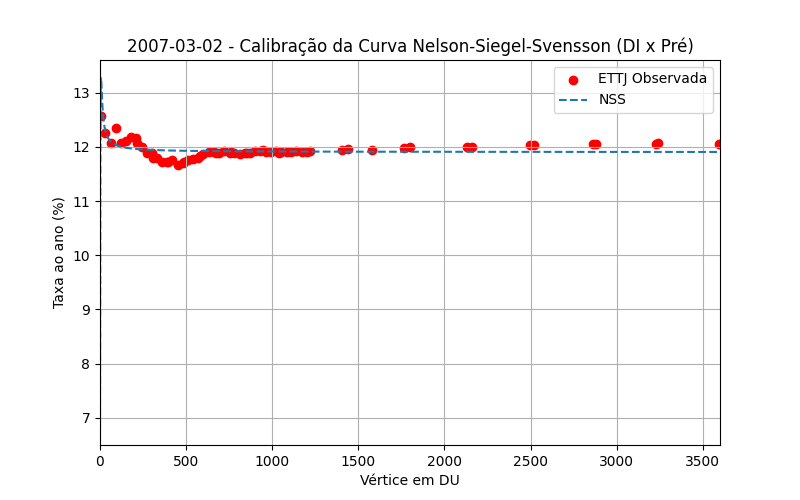 2007-03-02 - Calibração da Curva Nelson-Siegel-Svensson (DI x Pré)
ETTJ Observada
NSS
Taxa ao ano (%)
13
12
11
10
9
8
7
0 500 1000 1500 2000 2500 3000 3500
Vértice em DU